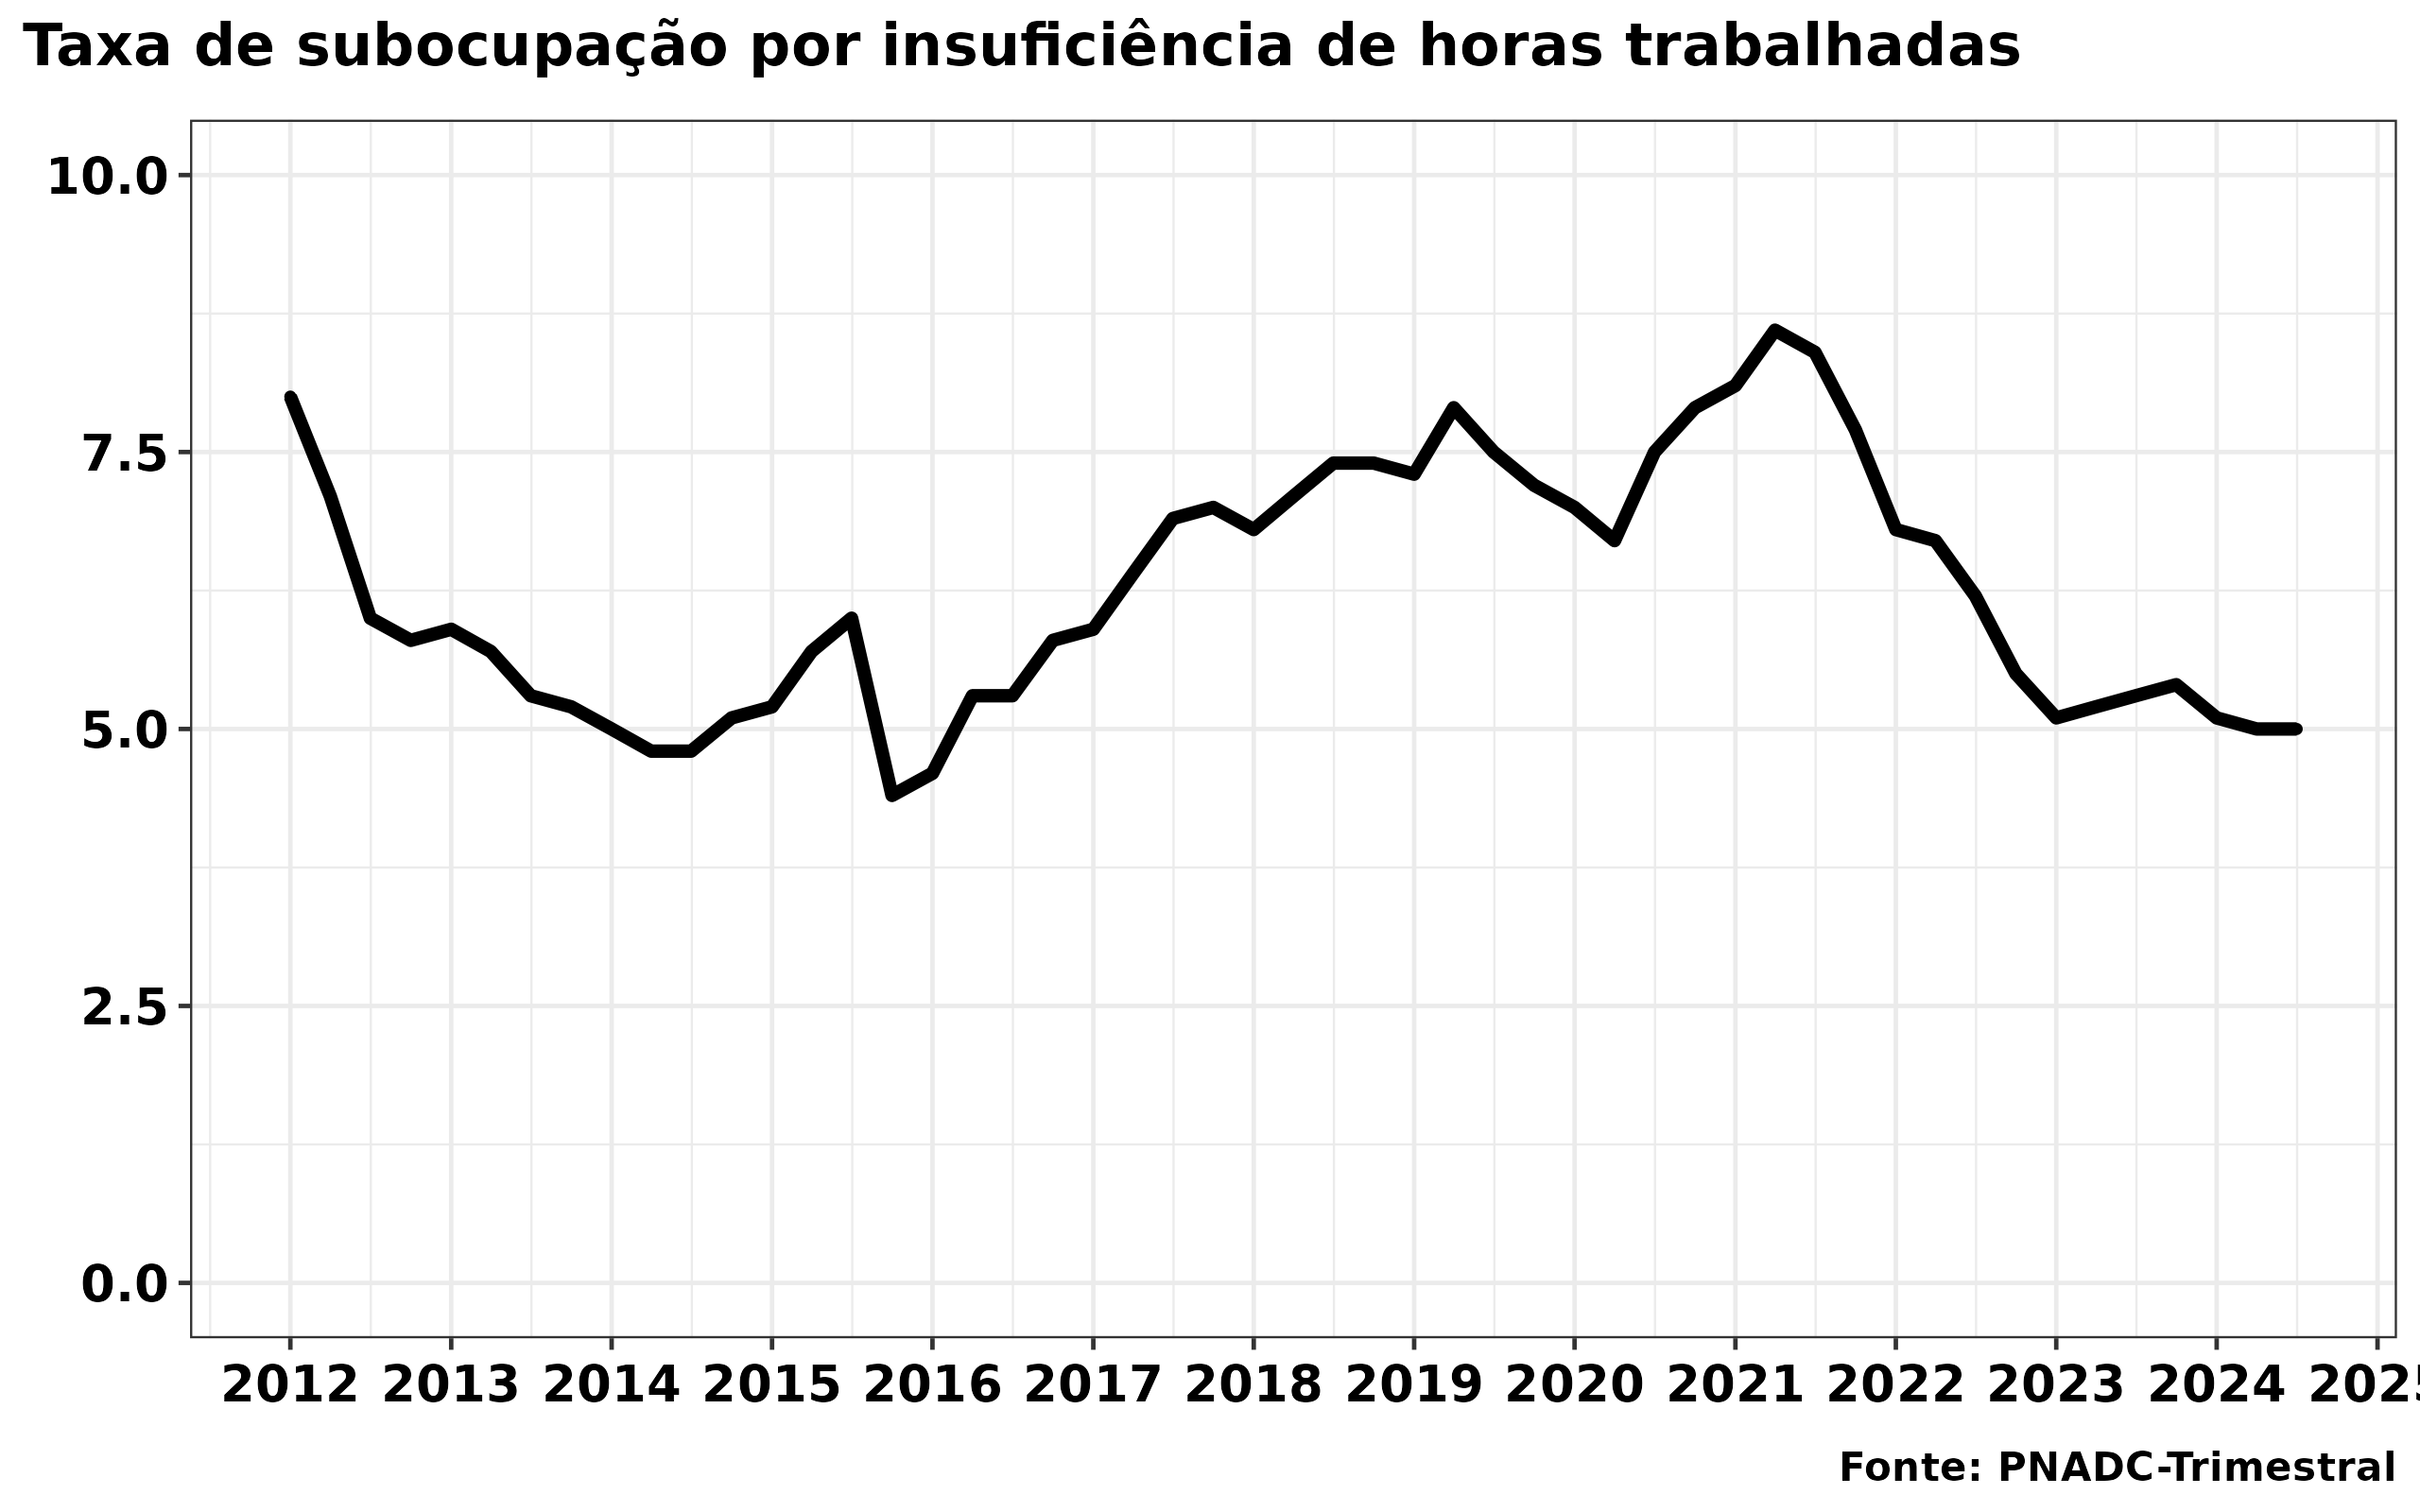 Taxa de subocupação por insuficiência de horas trabalhadas
10.0
7.5
5.0
2.5
0.0
2012 2013 2014 2015 2016 2017 2018 2019 2020 2021 2022 2023 2024 2025
Fonte: PNADC-Trimestral